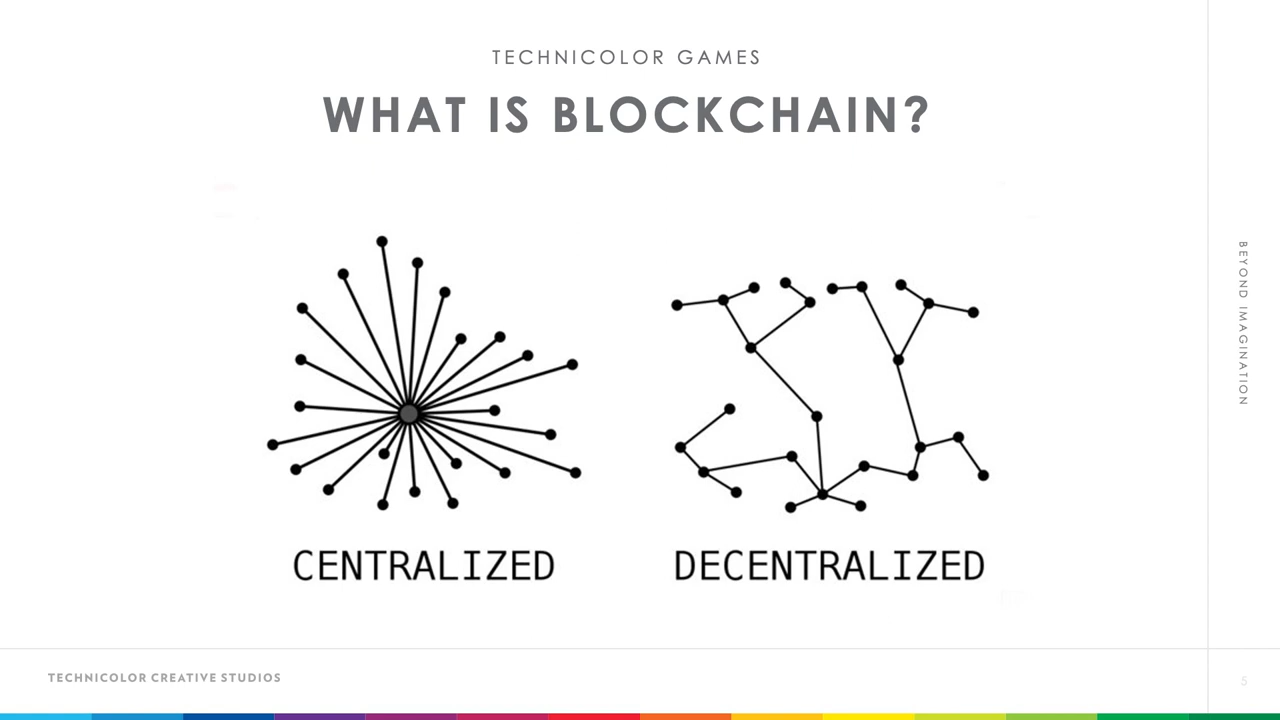 TECHNICOLOR GAMES
WHAT IS BLOCKCHAIN?
BEYOND IMAGINATION
CENTRALIZED
DECENTRALIZED
TECHNICOLOR CREATIVE STUDIOS
5